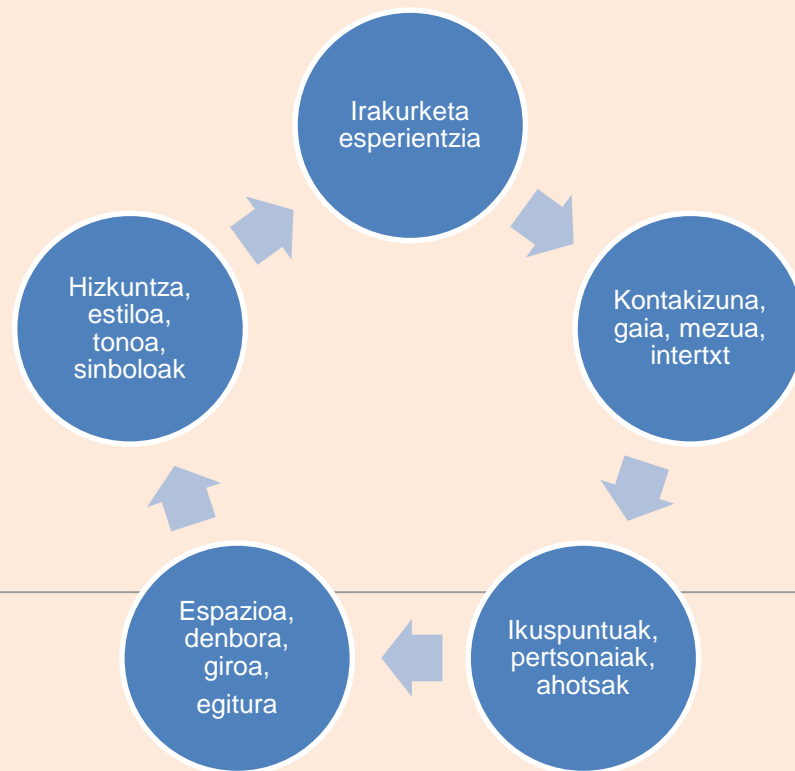 Irakurketa
esperientzia
Kontakizuna,
gaia, mezua,
intertxt
Ikuspuntuak,
pertsonaiak,
ahotsak
Espazioa,
denbora,
giroa,
egitura
Hizkuntza,
estiloa,
tonoa,
sinboloak